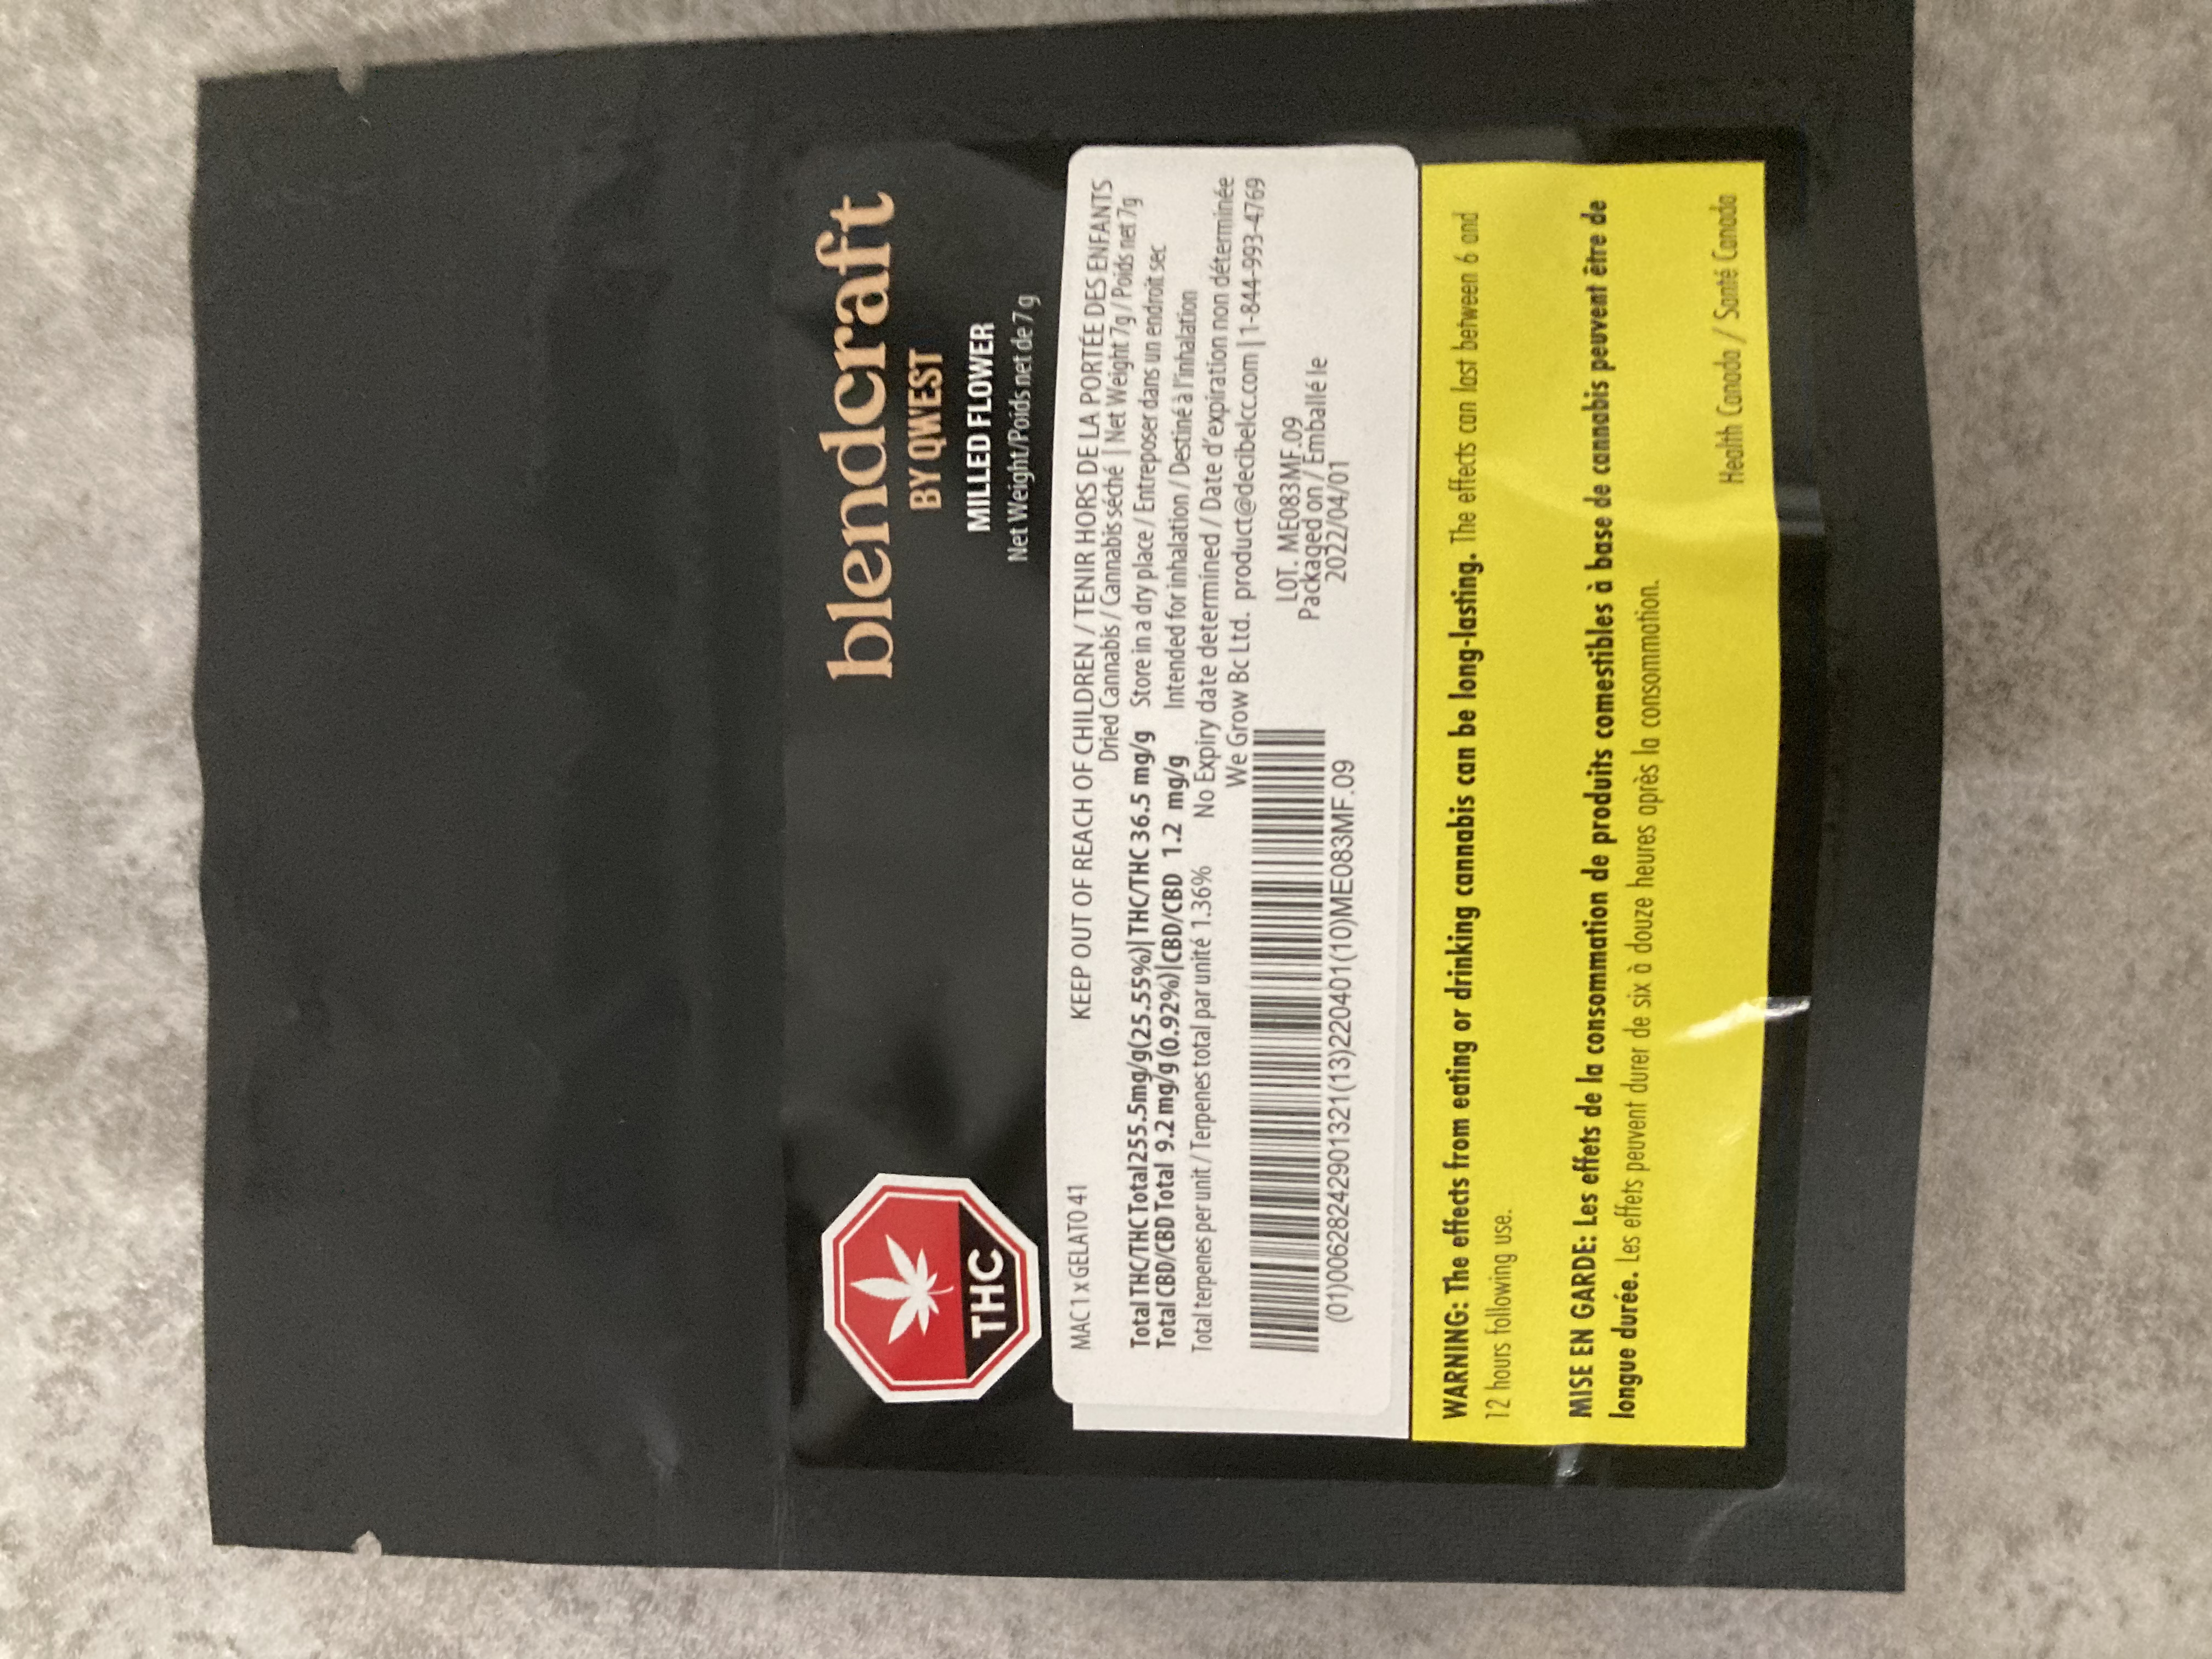 blendcraft
BY QWEST
MILLED FLOWER
Net Weight/Poids net de 7 g
THC
MAC 1 x GELATO 41
KEEP OUT OF REACH OF CHILDREN / TENIR HORS DE LA PORTÉE DES ENFANTS
Dried Cannabis / Cannabis séché | Net Weight 7g / Poids net 7g
Total THC/THC Total 255.5mg/g(25.55%)| THC/THC 36.5 mg/g
Store in a dry place / Entreposer dans un endroit sec
Total CBD/CBD Total 9.2 mg/g (0.92%)|CBD/CBD 1.2 mg/g
Intended for inhalation / Destiné à l'inhalation
Total terpenes per unit / Terpenes total par unité 1.36%
No Expiry date determined / Date d'expiration non déterminée
We Grow Bc Ltd. product@decibelcc.com | 1-844-993-4769
(01)00628242901321(13)220401(10)ME083MF.09
LOT. ME083MF.09
Packaged on / Emballé le
2022/04/01
WARNING: The effects from eating or drinking cannabis can be long-lasting. The effects can last between 6 and
12 hours following use.
MISE EN GARDE: Les effets de la consommation de produits comestibles à base de cannabis peuvent être de
longue durée. Les effets peuvent durer de six à douze heures après la consommation.
Health Canada / Santé Canada